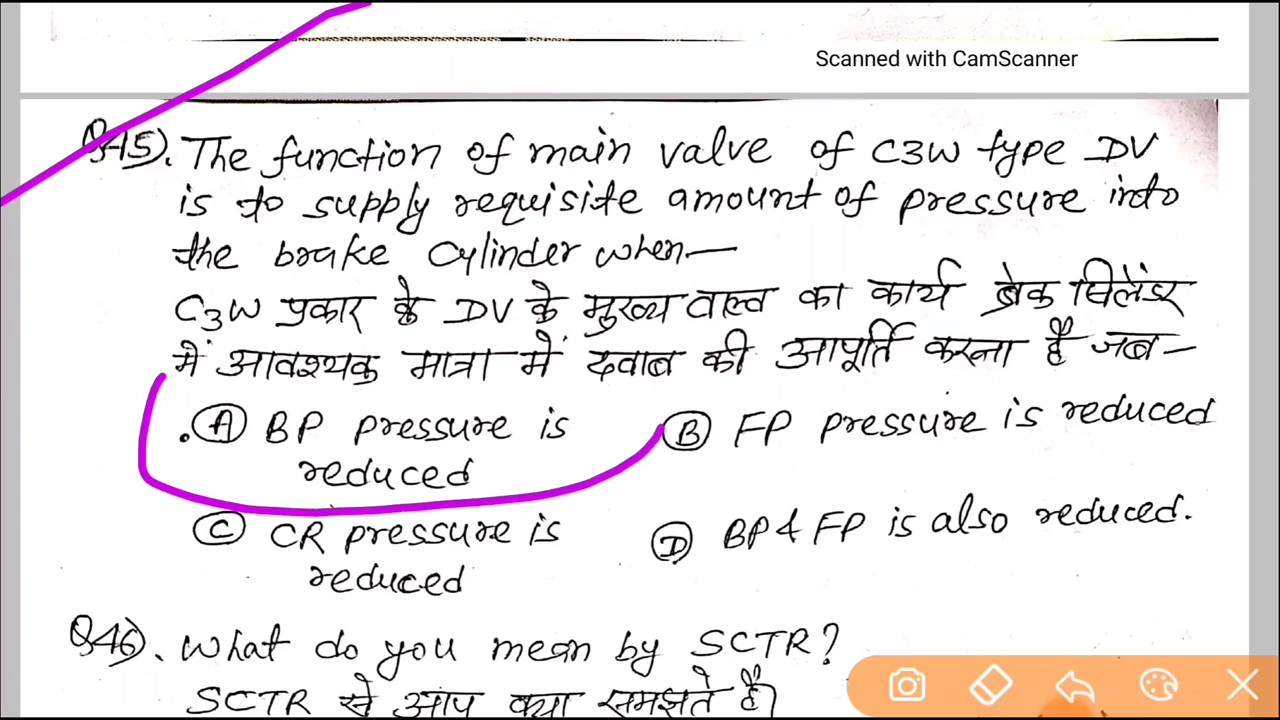 Scanned with CamScanner
Q45). The function of main valve of C3W type DV
is to supply requisite amount of pressure into
the brake cylinder when—
C3W प्रकार के DV के मुख्य वाल्व का कार्य ब्रेक सिलेंडर
में आवश्यक मात्रा में दवाब की आपूर्ति करना है जब—
(A) BP pressure is reduced
(B) FP pressure is reduced
(C) CR pressure is reduced
(D) BP & FP is also reduced.
Q46). What do you mean by SCTR?
SCTR से आप क्या समझते हैं।